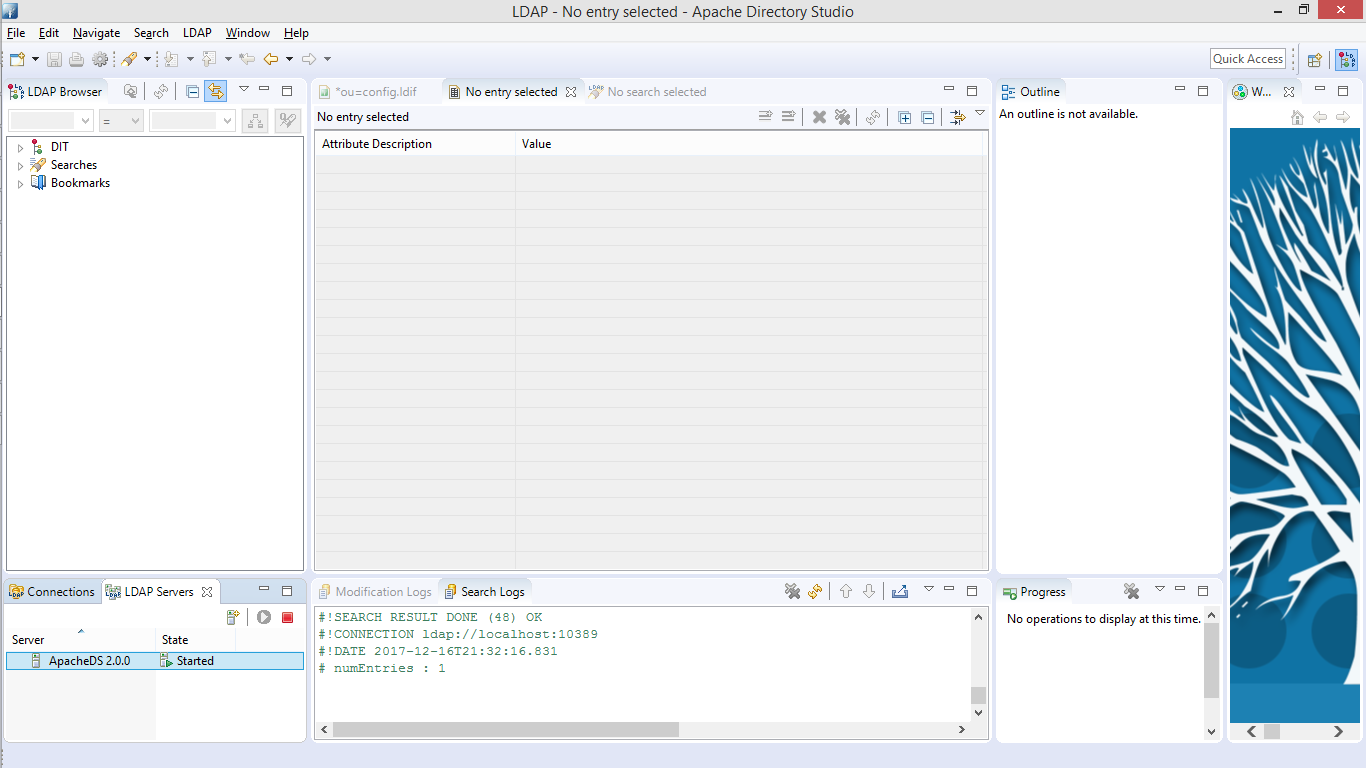 LDAP - No entry selected - Apache Directory Studio
File Edit Navigate Search LDAP Window Help
Quick Access
LDAP Browser
*ou=config.ldif
No entry selected
No search selected
Outline
W...
=
No entry selected
An outline is not available.
Attribute Description Value
DIT
Searches
Bookmarks
Connections
LDAP Servers
Modification Logs
Search Logs
Progress
Server State
ApacheDS 2.0.0 Started
#!SEARCH RESULT DONE (48) OK
#!CONNECTION ldap://localhost:10389
#!DATE 2017-12-16T21:32:16.831
# numEntries : 1
No operations to display at this time.